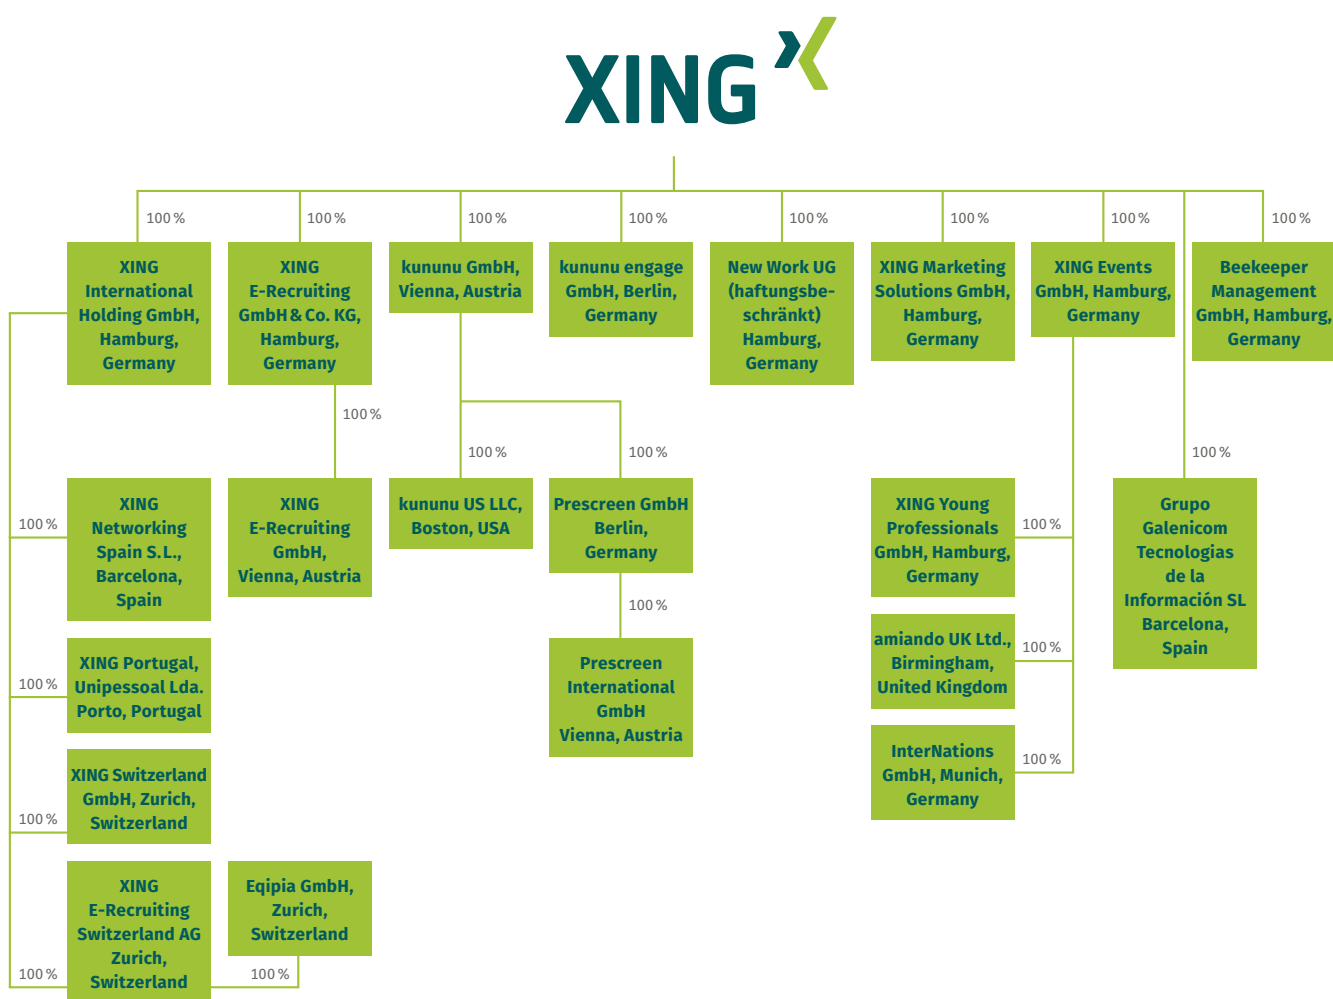 XING
100 %
100 %
100 %
100 %
100 %
100 %
100 %
100 %
XING
International
Holding GmbH,
Hamburg,
Germany
XING
E-Recruiting
GmbH & Co. KG,
Hamburg,
Germany
kununu GmbH,
Vienna, Austria
kununu engage
GmbH, Berlin,
Germany
New Work UG
(haftungsbe-
schränkt)
Hamburg,
Germany
XING Marketing
Solutions GmbH,
Hamburg,
Germany
XING Events
GmbH, Hamburg,
Germany
Beekeeper
Management
GmbH, Hamburg,
Germany
100 %
100 %
100 %
100 %
100 %
XING
Networking
Spain S.L.,
Barcelona,
Spain
XING
E-Recruiting
GmbH,
Vienna, Austria
kununu US LLC,
Boston, USA
Prescreen GmbH
Berlin,
Germany
XING Young
Professionals
GmbH, Hamburg,
Germany
100 %
Grupo
Galenicom
Tecnologias
de la
Información SL
Barcelona,
Spain
100 %
100 %
XING Portugal,
Unipessoal Lda.
Porto, Portugal
Prescreen
International
GmbH
Vienna, Austria
amiando UK Ltd.,
Birmingham,
United Kingdom
100 %
100 %
XING Switzerland
GmbH, Zurich,
Switzerland
InterNations
GmbH, Munich,
Germany
100 %
100 %
XING
E-Recruiting
Switzerland AG
Zurich,
Switzerland
Eqipia GmbH,
Zurich,
Switzerland
100 %